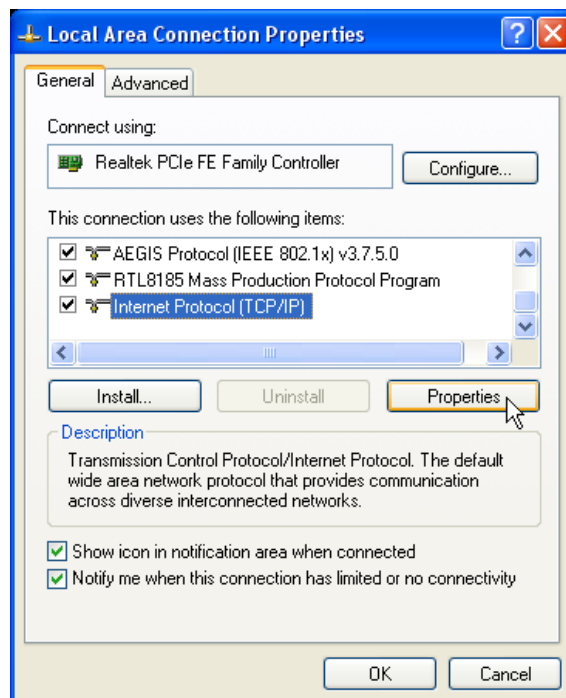 Local Area Connection Properties
General
Advanced
Connect using:
Realtek PCIe FE Family Controller
Configure...
This connection uses the following items:
AEGIS Protocol (IEEE 802.1x) v3.7.5.0
RTL8185 Mass Production Protocol Program
Internet Protocol (TCP/IP)
Install...
Uninstall
Properties
Description
Transmission Control Protocol/Internet Protocol. The default
wide area network protocol that provides communication
across diverse interconnected networks.
Show icon in notification area when connected
Notify me when this connection has limited or no connectivity
OK
Cancel